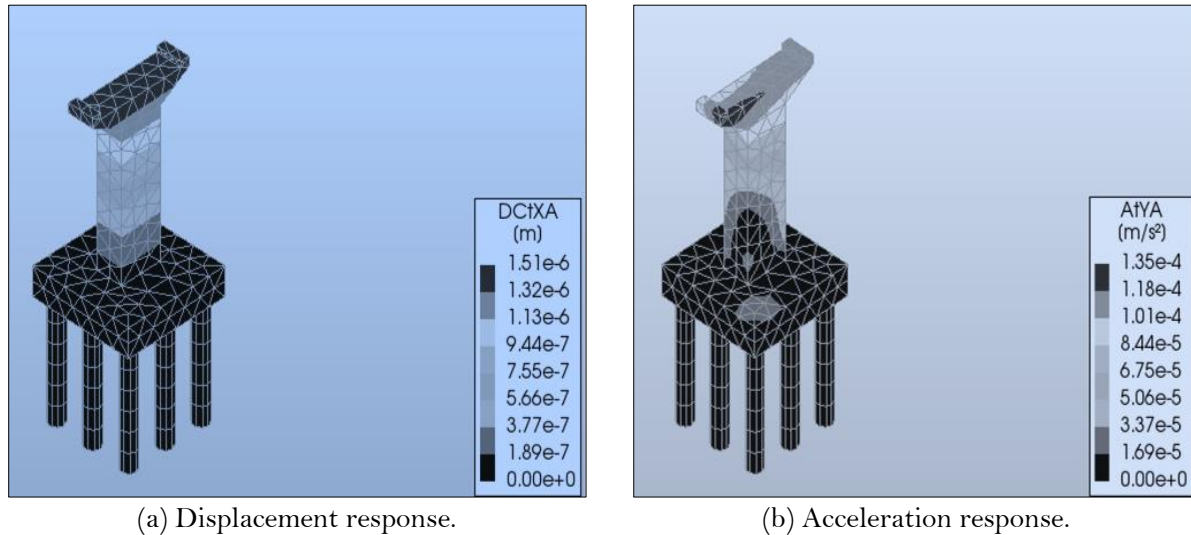 DCtXA
(m)
1.51e-6
1.32e-6
1.13e-6
9.44e-7
7.55e-7
5.66e-7
3.77e-7
1.89e-7
0.00e+0
(a) Displacement response.
AtYA
(m/s²)
1.35e-4
1.18e-4
1.01e-4
8.44e-5
6.75e-5
5.06e-5
3.37e-5
1.69e-5
0.00e+0
(b) Acceleration response.